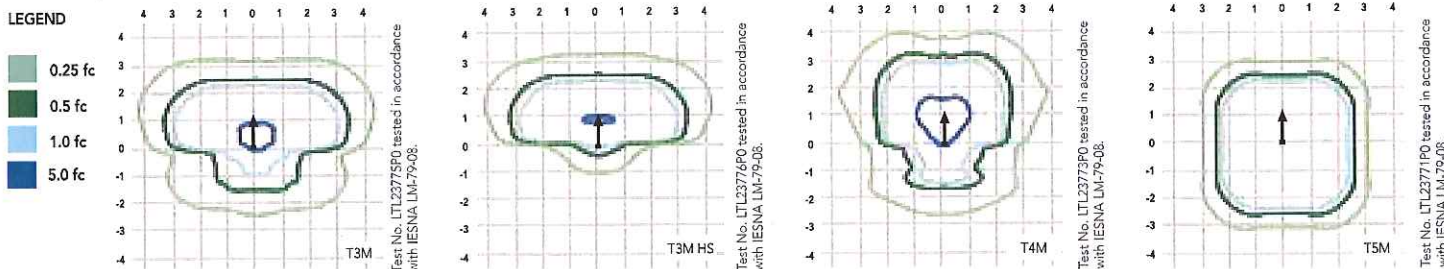 LEGEND
0.25 fc
0.5 fc
1.0 fc
5.0 fc
4 3 2 1 0 1 2 3 4
4
3
2
1
0
-1
-2
-3
-4
T3M
Test No. LTL23775P0 tested in accordance
with IESNA LM-79-08.
4 3 2 1 0 1 2 3 4
4
3
2
1
0
-1
-2
-3
-4
T3M HS
Test No. LTL23776P0 tested in accordance
with IESNA LM-79-08.
4 3 2 1 0 1 2 3 4
4
3
2
1
0
-1
-2
-3
-4
T4M
Test No. LTL23773P0 tested in accordance
with IESNA LM-79-08.
4 3 2 1 0 1 2 3 4
4
3
2
1
0
-1
-2
-3
-4
T5M
Test No. LTL23771P0 tested in accordance
with IESNA LM-79-08.